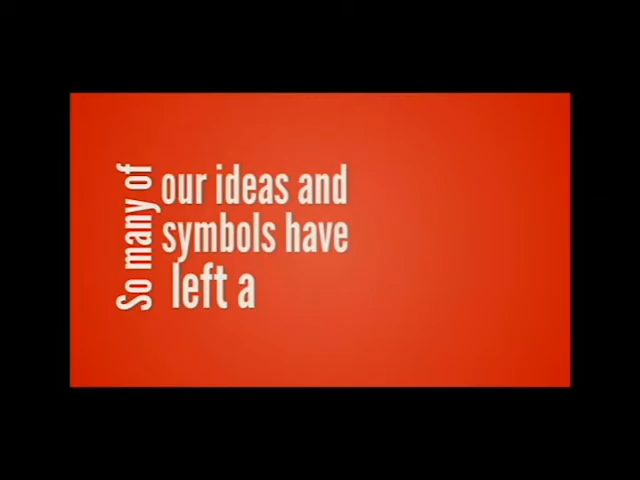 So many of
our ideas and
symbols have
left a